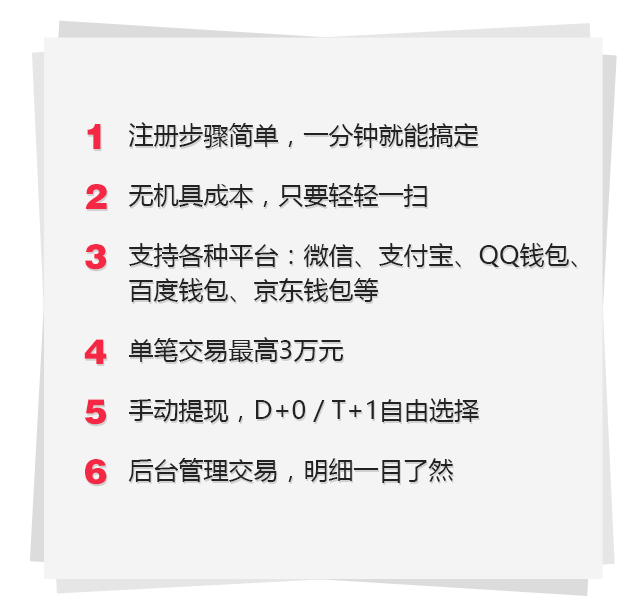 1 注册步骤简单，一分钟就能搞定
2 无机具成本，只要轻轻一扫
3 支持各种平台：微信、支付宝、QQ钱包、
百度钱包、京东钱包等
4 单笔交易最高3万元
5 手动提现，D+0 / T+1自由选择
6 后台管理交易，明细一目了然